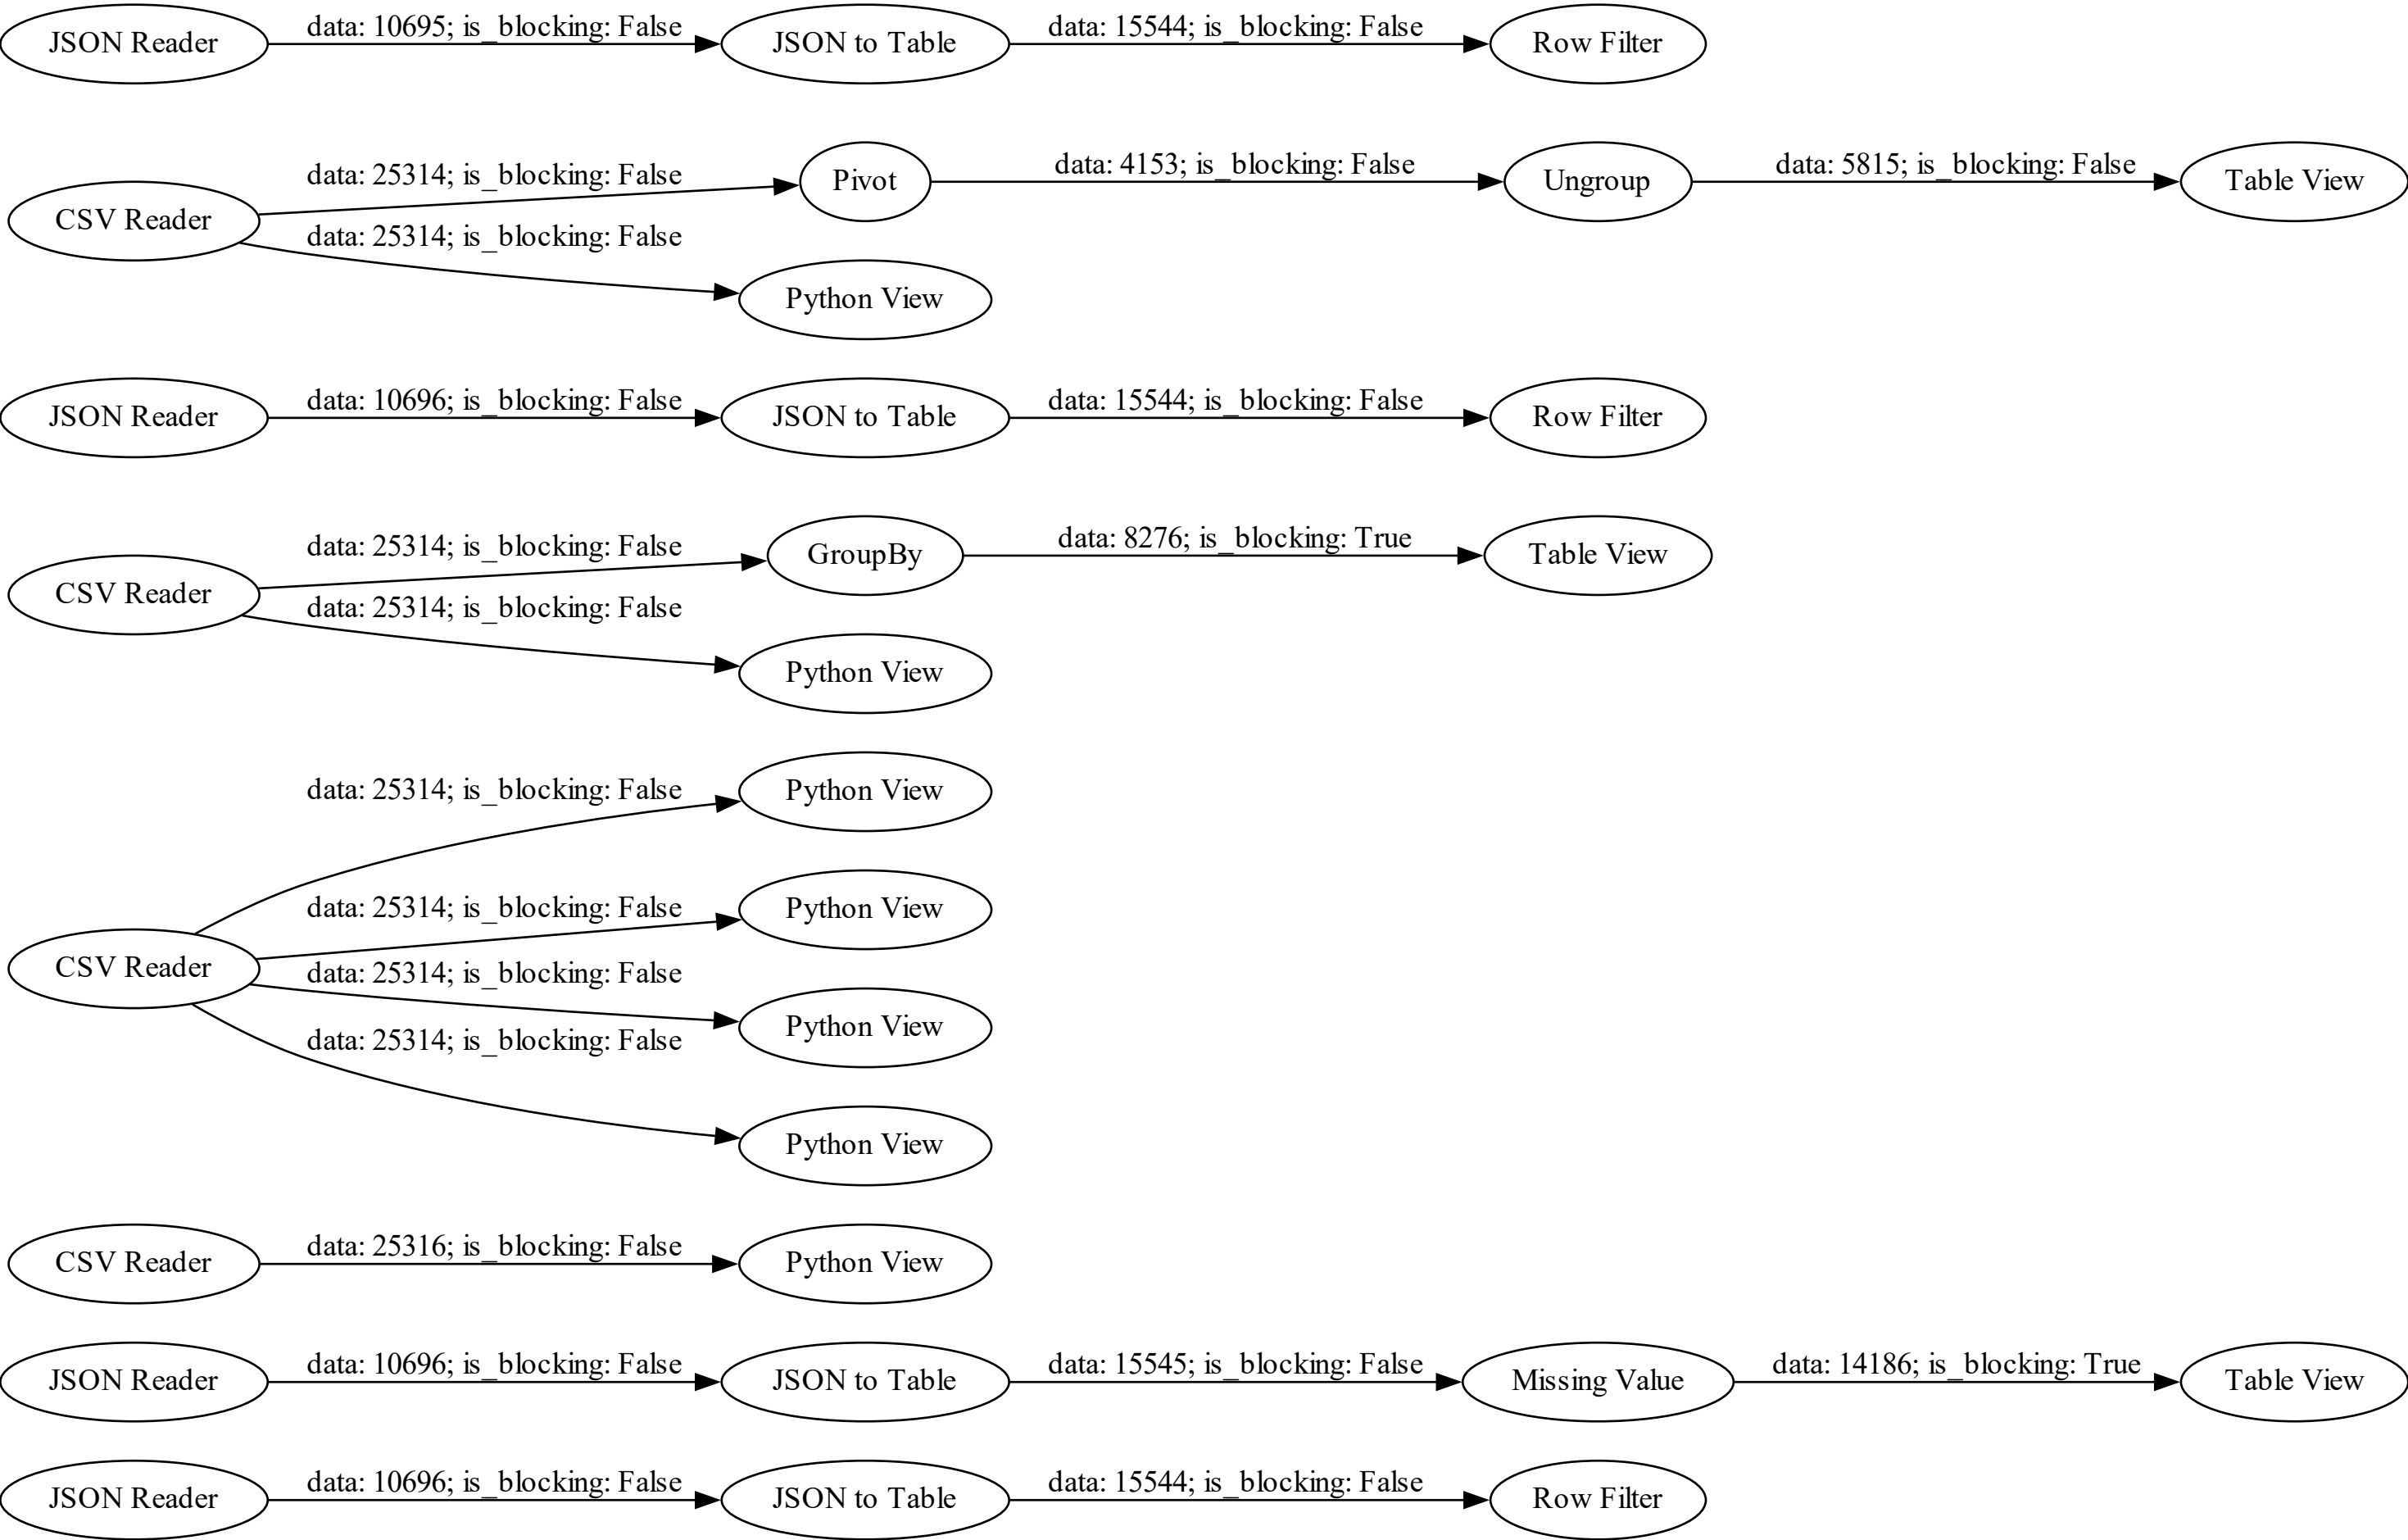 JSON Reader data: 10695; is_blocking: False JSON to Table data: 15544; is_blocking: False Row Filter
CSV Reader data: 25314; is_blocking: False Pivot data: 4153; is_blocking: False Ungroup data: 5815; is_blocking: False Table View
data: 25314; is_blocking: False Python View
JSON Reader data: 10696; is_blocking: False JSON to Table data: 15544; is_blocking: False Row Filter
CSV Reader data: 25314; is_blocking: False GroupBy data: 8276; is_blocking: True Table View
data: 25314; is_blocking: False Python View
data: 25314; is_blocking: False Python View
data: 25314; is_blocking: False Python View
CSV Reader data: 25314; is_blocking: False Python View
data: 25314; is_blocking: False Python View
CSV Reader data: 25316; is_blocking: False Python View
JSON Reader data: 10696; is_blocking: False JSON to Table data: 15545; is_blocking: False Missing Value data: 14186; is_blocking: True Table View
JSON Reader data: 10696; is_blocking: False JSON to Table data: 15544; is_blocking: False Row Filter